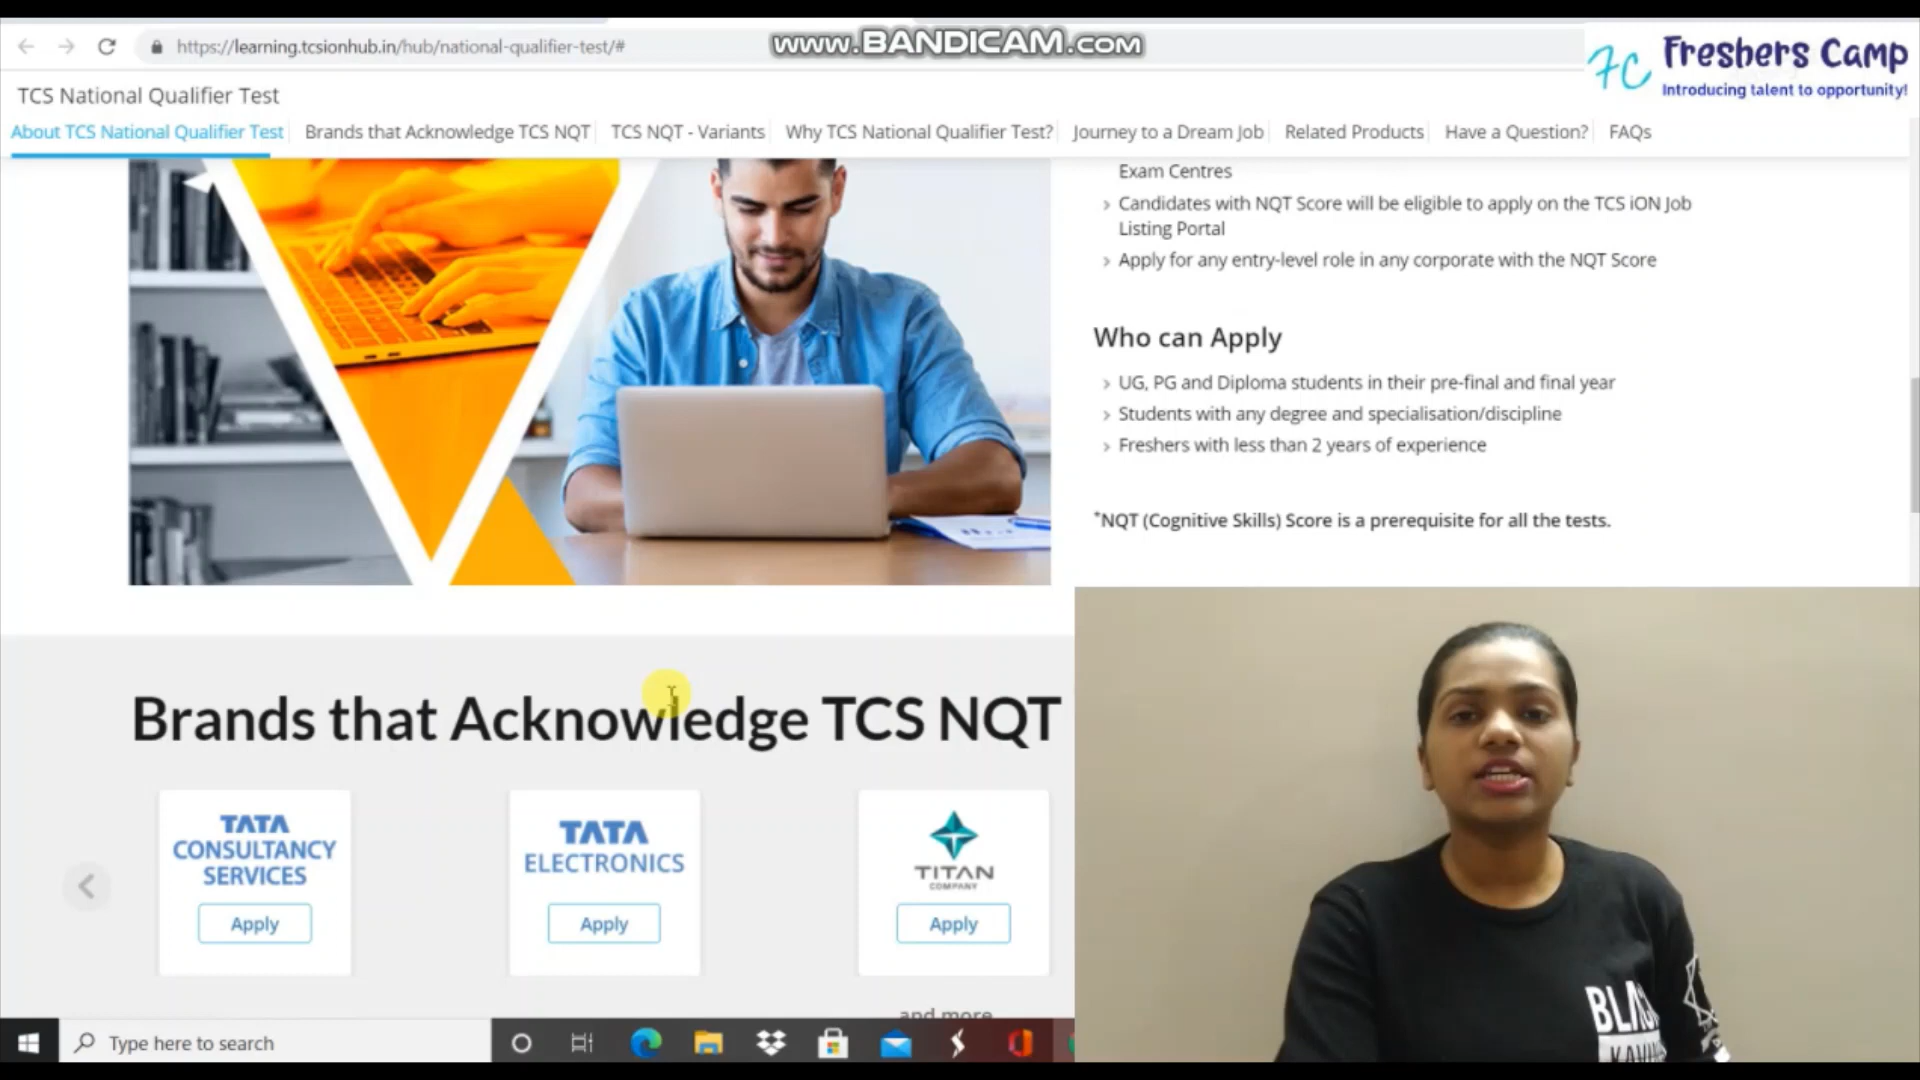 https://learning.tcsionhub.in/hub/national-qualifier-test/#
www.BANDICAM.com
FC
Freshers Camp
Introducing talent to opportunity!
TCS National Qualifier Test
About TCS National Qualifier Test
Brands that Acknowledge TCS NQT
TCS NQT - Variants
Why TCS National Qualifier Test?
Journey to a Dream Job
Related Products
Have a Question?
FAQs
Exam Centres
Candidates with NQT Score will be eligible to apply on the TCS iON Job
Listing Portal
Apply for any entry-level role in any corporate with the NQT Score
Who can Apply
UG, PG and Diploma students in their pre-final and final year
Students with any degree and specialisation/discipline
Freshers with less than 2 years of experience
*NQT (Cognitive Skills) Score is a prerequisite for all the tests.
Brands that Acknowledge TCS NQT
TATA
CONSULTANCY
SERVICES
Apply
TATA
ELECTRONICS
Apply
TITAN
COMPANY
Apply
and more
Type here to search